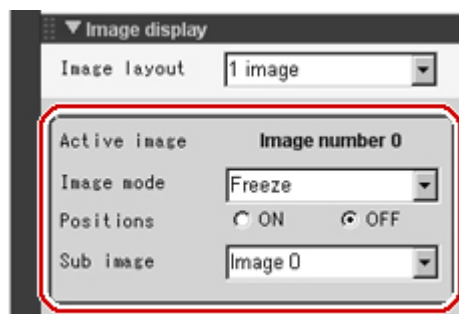 Image display
Image layout 1 image
Active image Image number 0
Image mode Freeze
Positions ON OFF
Sub image Image 0